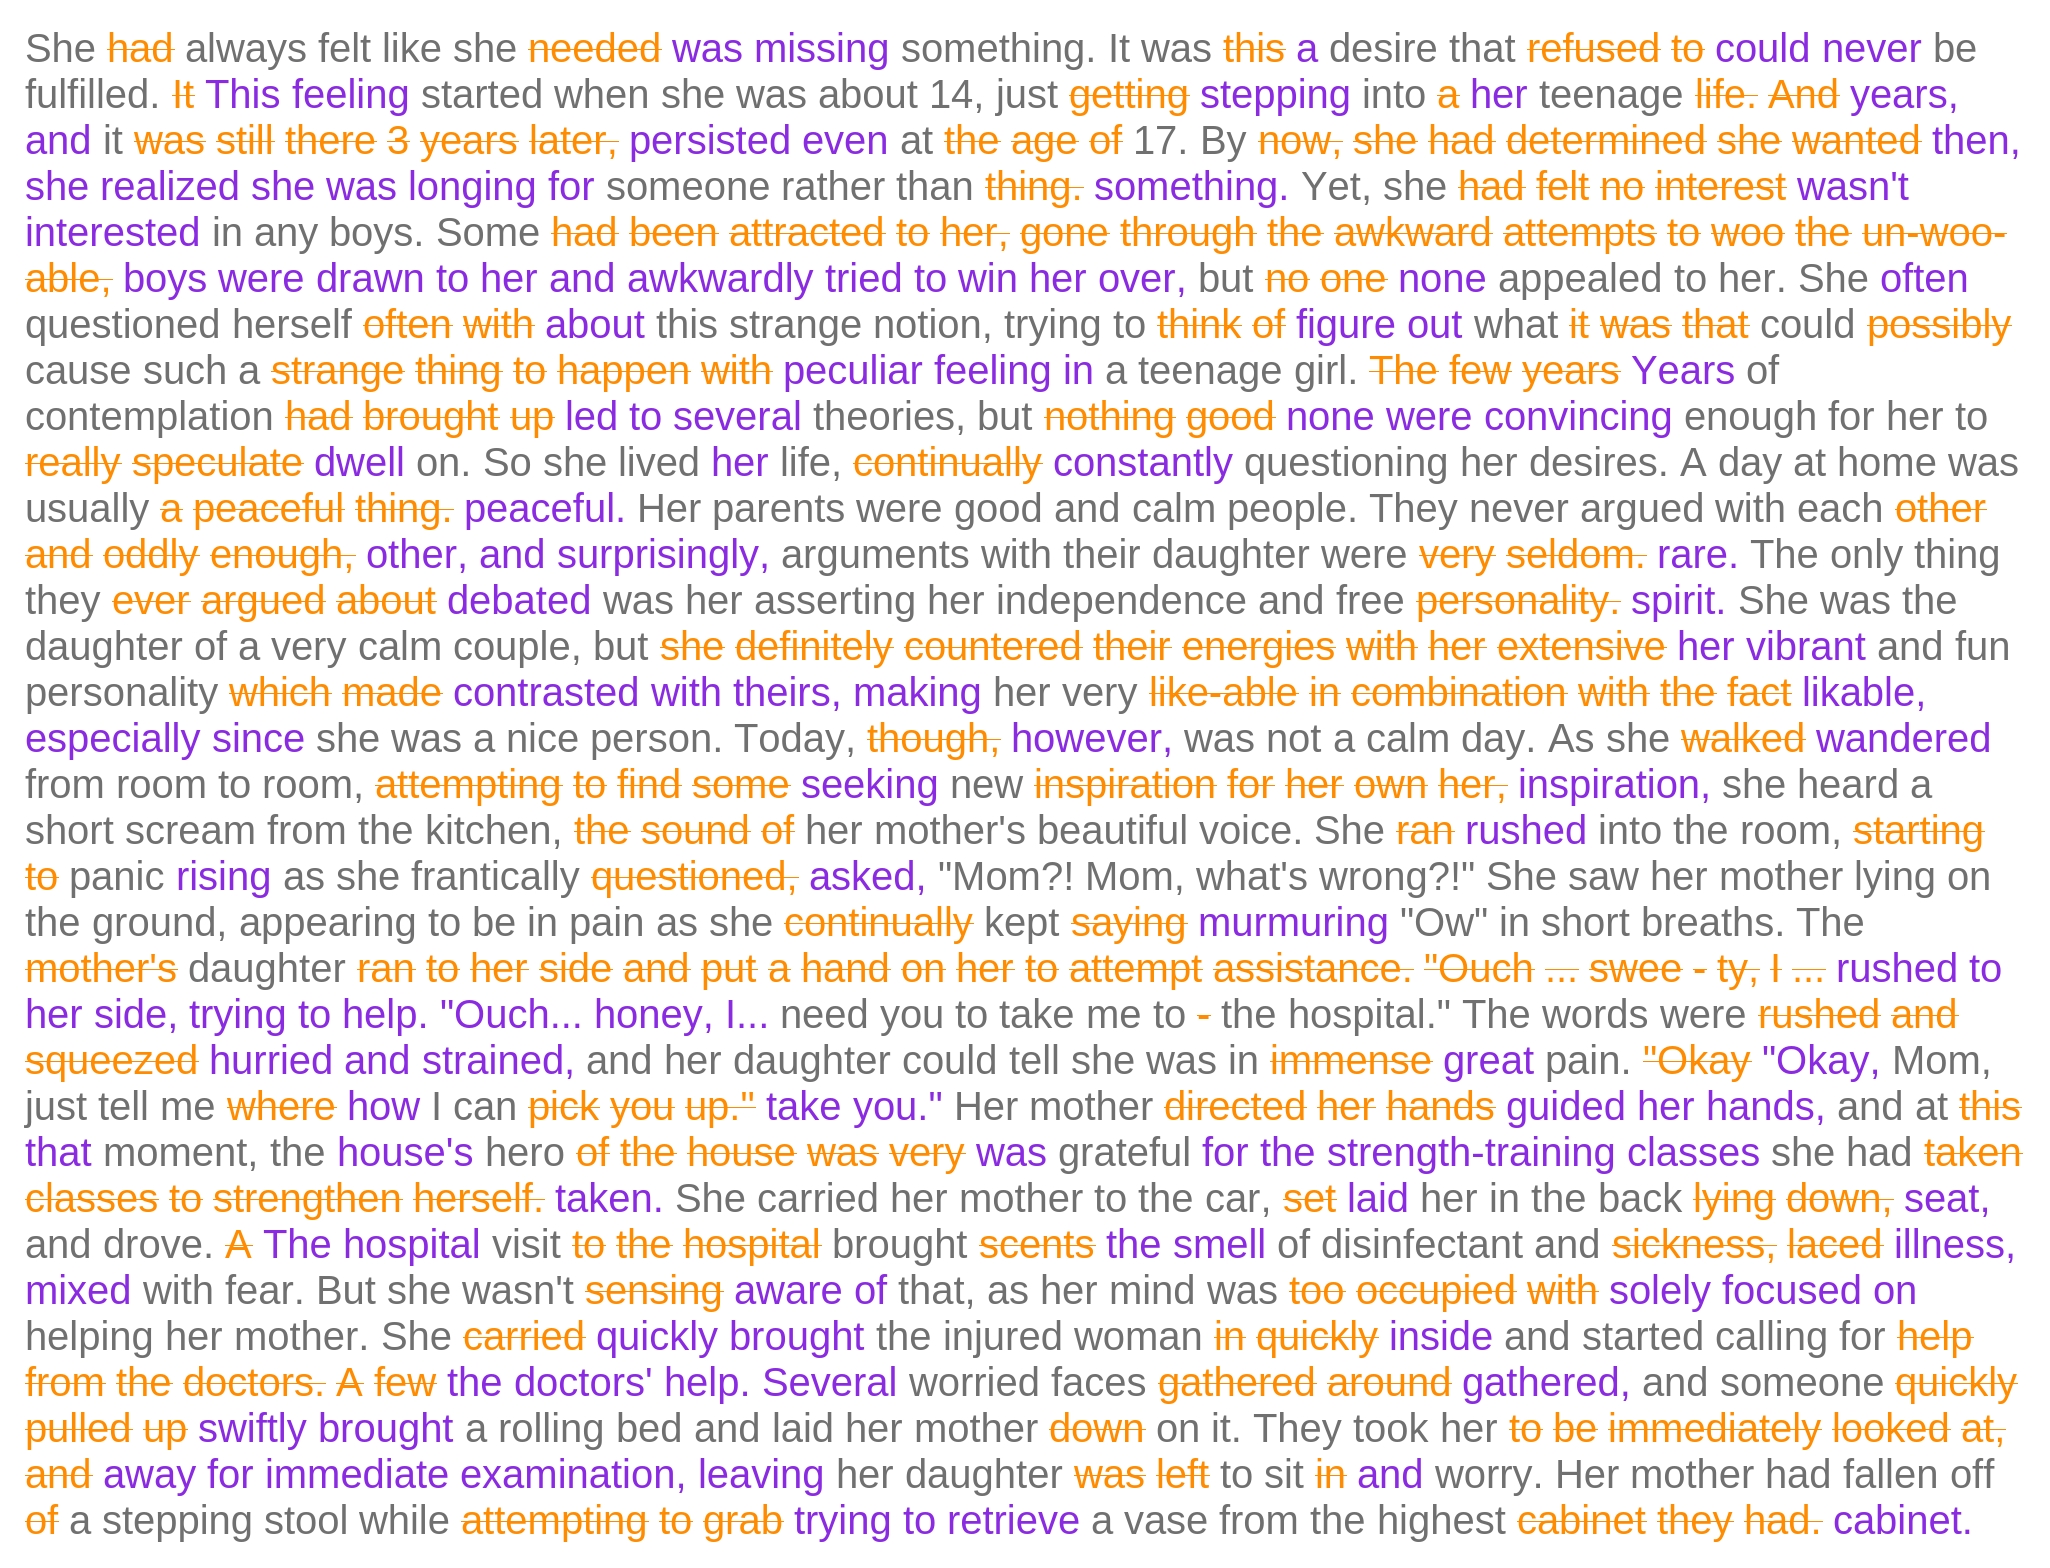 She had always felt like she needed was missing something. It was this a desire that refused to could never be
fulfilled. It This feeling started when she was about 14, just getting stepping into a her teenage life. And years,
and it was still there 3 years later, persisted even at the age of 17. By now, she had determined she wanted then,
she realized she was longing for someone rather than thing. something. Yet, she had felt no interest wasn't
interested in any boys. Some had been attracted to her, gone through the awkward attempts to woo the un-woo-
able, boys were drawn to her and awkwardly tried to win her over, but no one none appealed to her. She often
questioned herself often with about this strange notion, trying to think of figure out what it was that could possibly
cause such a strange thing to happen with peculiar feeling in a teenage girl. The few years Years of
contemplation had brought up led to several theories, but nothing good none were convincing enough for her to
really speculate dwell on. So she lived her life, continually constantly questioning her desires. A day at home was
usually a peaceful thing. peaceful. Her parents were good and calm people. They never argued with each other
and oddly enough, other, and surprisingly, arguments with their daughter were very seldom. rare. The only thing
they ever argued about debated was her asserting her independence and free personality. spirit. She was the
daughter of a very calm couple, but she definitely countered their energies with her extensive her vibrant and fun
personality which made contrasted with theirs, making her very like-able in combination with the fact likable,
especially since she was a nice person. Today, though, however, was not a calm day. As she walked wandered
from room to room, attempting to find some seeking new inspiration for her own her, inspiration, she heard a
short scream from the kitchen, the sound of her mother's beautiful voice. She ran rushed into the room, starting
to panic rising as she frantically questioned, asked, "Mom?! Mom, what's wrong?!" She saw her mother lying on
the ground, appearing to be in pain as she continually kept saying murmuring "Ow" in short breaths. The
mother's daughter ran to her side and put a hand on her to attempt assistance. "Ouch ... swee - ty, I ... rushed to
her side, trying to help. "Ouch... honey, I... need you to take me to - the hospital." The words were rushed and
squeezed hurried and strained, and her daughter could tell she was in immense great pain. "Okay "Okay, Mom,
just tell me where how I can pick you up." take you." Her mother directed her hands guided her hands, and at this
that moment, the house's hero of the house was very was grateful for the strength-training classes she had taken
classes to strengthen herself. taken. She carried her mother to the car, set laid her in the back lying down, seat,
and drove. A The hospital visit to the hospital brought scents the smell of disinfectant and sickness, laced illness,
mixed with fear. But she wasn't sensing aware of that, as her mind was too occupied with solely focused on
helping her mother. She carried quickly brought the injured woman in quickly inside and started calling for help
from the doctors. A few the doctors' help. Several worried faces gathered around gathered, and someone quickly
pulled up swiftly brought a rolling bed and laid her mother down on it. They took her to be immediately looked at,
and away for immediate examination, leaving her daughter was left to sit in and worry. Her mother had fallen off
of a stepping stool while attempting to grab trying to retrieve a vase from the highest cabinet they had. cabinet.